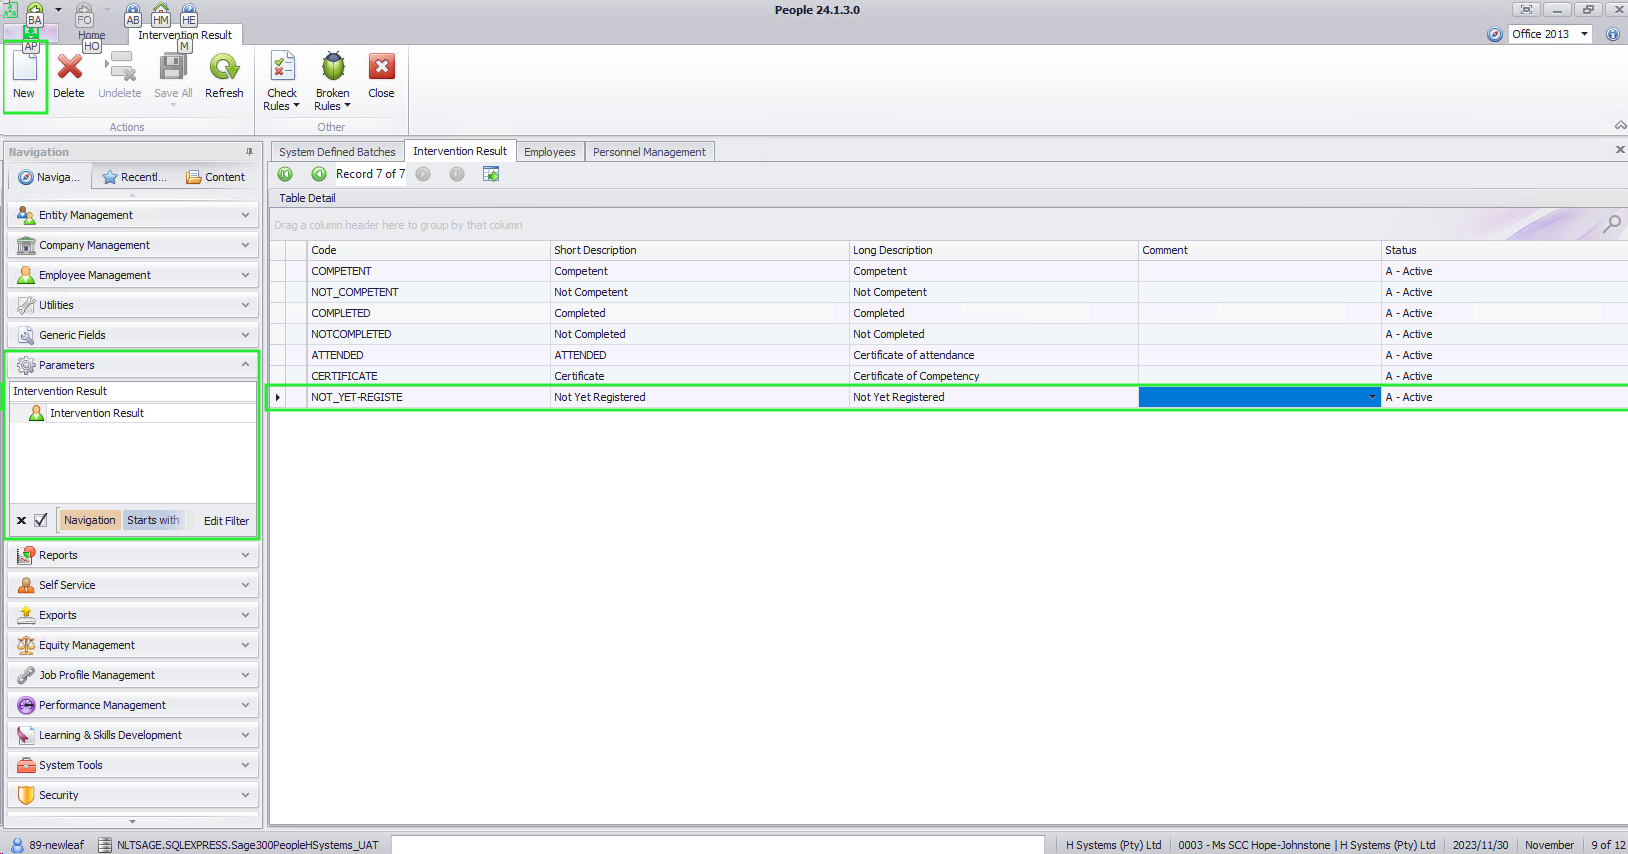 People 24.1.3.0
BA FO AB HM HE
Home Intervention Result
AP HO M
Office 2013
New Delete Undelete Save All Refresh Check Rules Broken Rules Close
Actions Other
Navigation
Naviga... Recentl... Content
Entity Management
Company Management
Employee Management
Utilities
Generic Fields
Parameters
Intervention Result
Intervention Result
Navigation Starts with Edit Filter
Reports
Self Service
Exports
Equity Management
Job Profile Management
Performance Management
Learning & Skills Development
System Tools
Security
System Defined Batches Intervention Result Employees Personnel Management
Record 7 of 7
Table Detail
Drag a column header here to group by that column
Code Short Description Long Description Comment Status
COMPETENT Competent Competent A - Active
NOT_COMPETENT Not Competent Not Competent A - Active
COMPLETED Completed Completed A - Active
NOTCOMPLETED Not Completed Not Completed A - Active
ATTENDED ATTENDED Certificate of attendance A - Active
CERTIFICATE Certificate Certificate of Competency A - Active
NOT_YET-REGISTE Not Yet Registered Not Yet Registered A - Active
89-newleaf NLTSAGE.SQLEXPRESS.Sage300PeopleHSystems_UAT H Systems (Pty) Ltd 0003 - Ms SCC Hope-Johnstone | H Systems (Pty) Ltd 2023/11/30 November 9 of 12